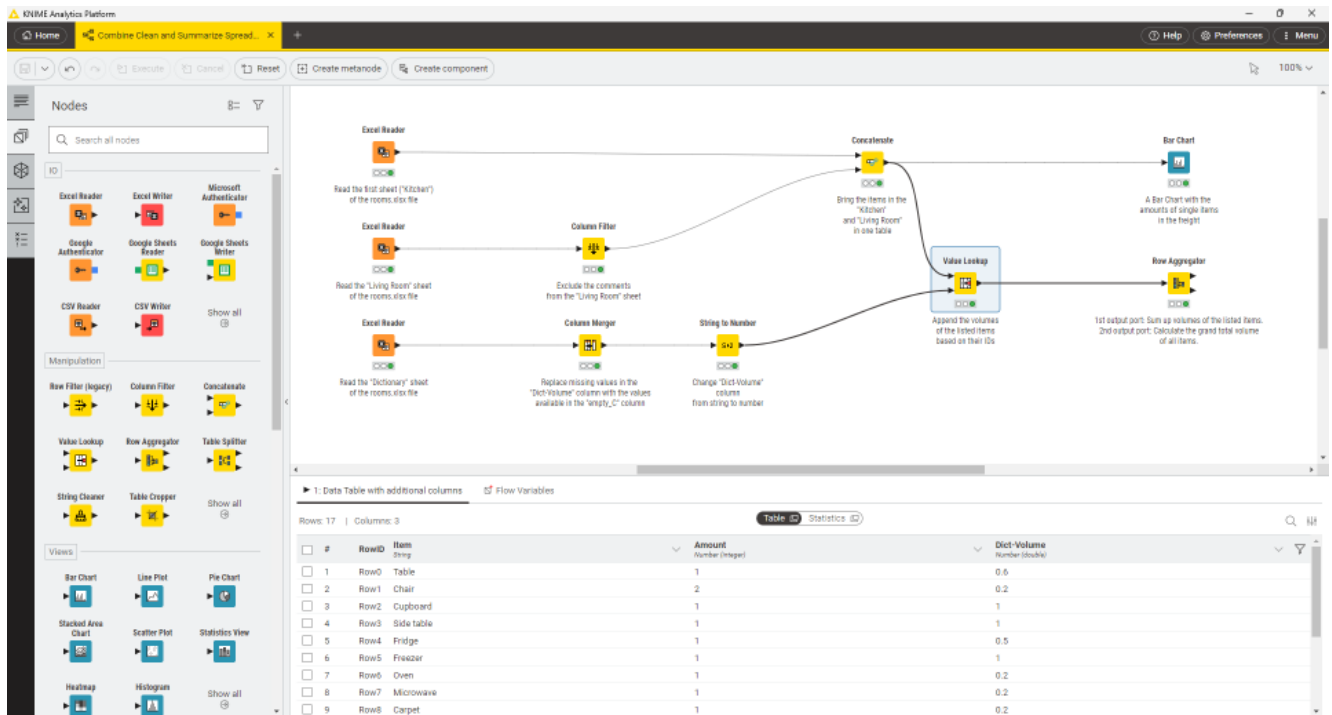 KNIME Analytics Platform
Home
Combine Clean and Summarize Spread...
Help
Preferences
Menu
Execute
Cancel
Reset
Create metanode
Create component
100%
Nodes
Search all nodes
IO
Excel Reader
Excel Writer
Microsoft
Authenticator
Google
Authenticator
Google Sheets
Reader
Google Sheets
Writer
CSV Reader
CSV Writer
Show all
Manipulation
Row Filter (legacy)
Column Filter
Concatenate
Value Lookup
Row Aggregator
Table Splitter
String Cleaner
Table Cropper
Show all
Views
Bar Chart
Line Plot
Pie Chart
Stacked Area
Chart
Scatter Plot
Statistics View
Heatmap
Histogram
Show all
Excel Reader
Read the first sheet ("Kitchen")
of the rooms.xlsx file
Excel Reader
Read the "Living Room" sheet
of the rooms.xlsx file
Column Filter
Exclude the comments
from the "Living Room" sheet
Excel Reader
Read the "Dictionary" sheet
of the rooms.xlsx file
Column Merger
Replace missing values in the
"Dict-Volume" column with the values
available in the "empty_C" column
String to Number
Change "Dict-Volume"
column
from string to number
Concatenate
Bring the items in the
"Kitchen"
and "Living Room"
in one table
Value Lookup
Append the volumes
of the listed items
based on their IDs
Bar Chart
A Bar Chart with the
amounts of single items
in the freight
Row Aggregator
1st output port: Sum up volumes of the listed items.
2nd output port: Calculate the grand total volume
of all items.
1: Data Table with additional columns
Flow Variables
Rows: 17 | Columns: 3
Table
Statistics
# RowID Item Amount Dict-Volume
String Number (integer) Number (double)
1 Row0 Table 1 0.6
2 Row1 Chair 2 0.2
3 Row2 Cupboard 1 1
4 Row3 Side table 1 1
5 Row4 Fridge 1 0.5
6 Row5 Freezer 1 1
7 Row6 Oven 1 0.2
8 Row7 Microwave 1 0.2
9 Row8 Carpet 1 0.2